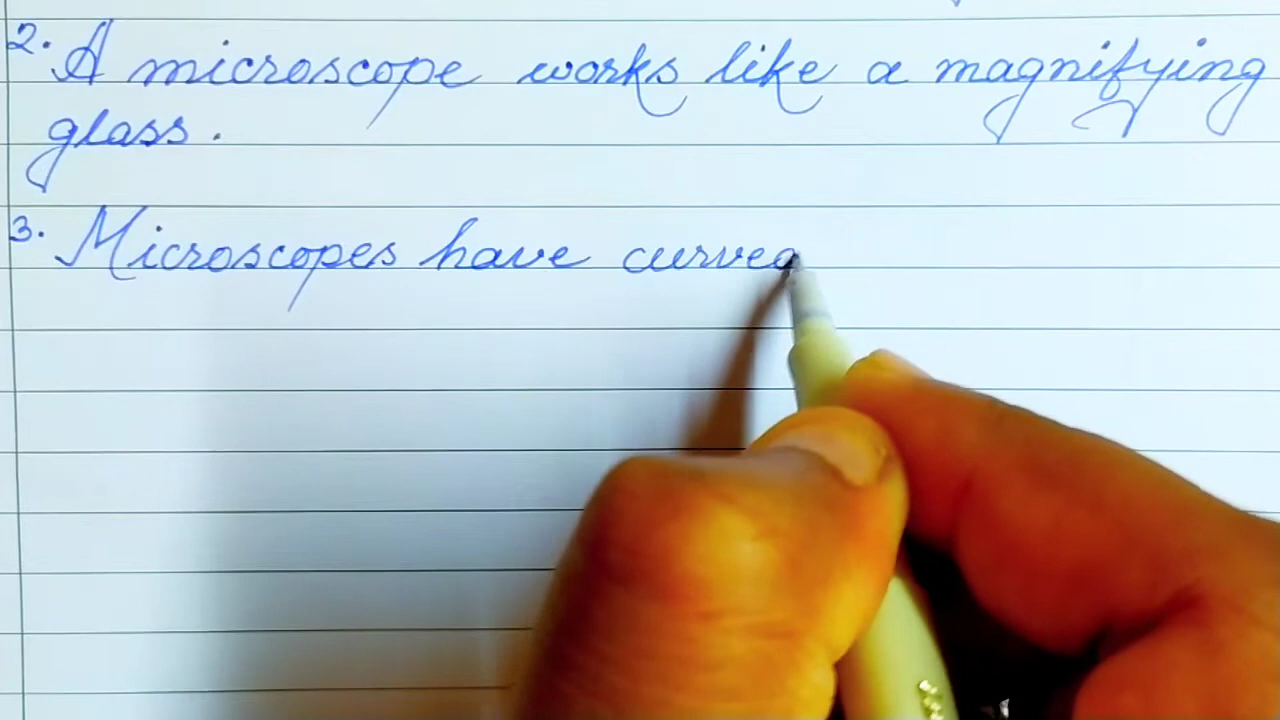 2. A microscope works like a magnifying
glass.
3. Microscopes have curved